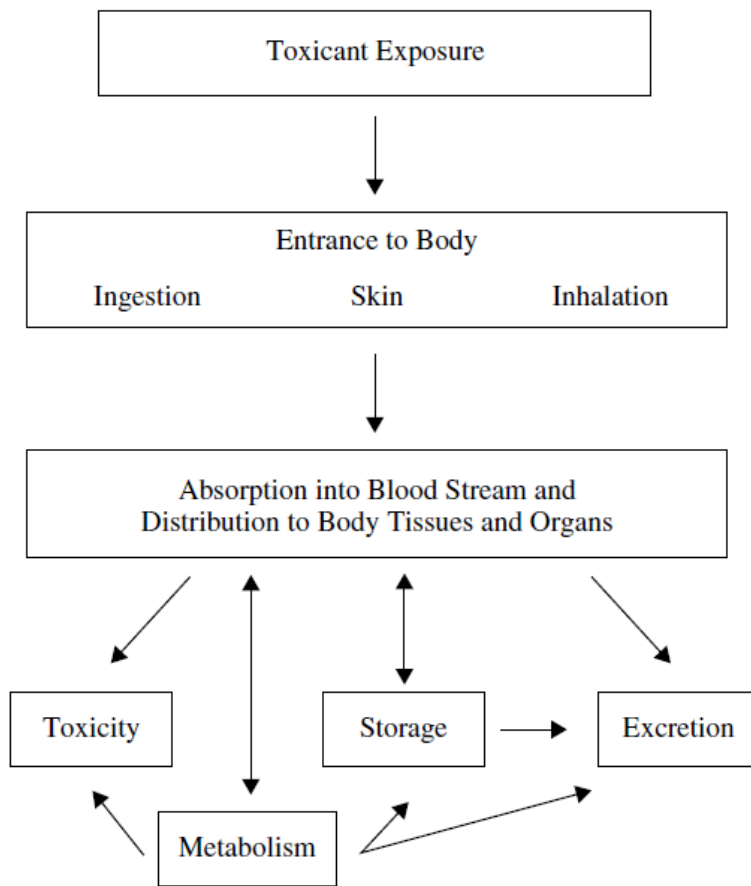 Toxicant Exposure
Entrance to Body
Ingestion Skin Inhalation
Absorption into Blood Stream and
Distribution to Body Tissues and Organs
Toxicity Storage Excretion
Metabolism